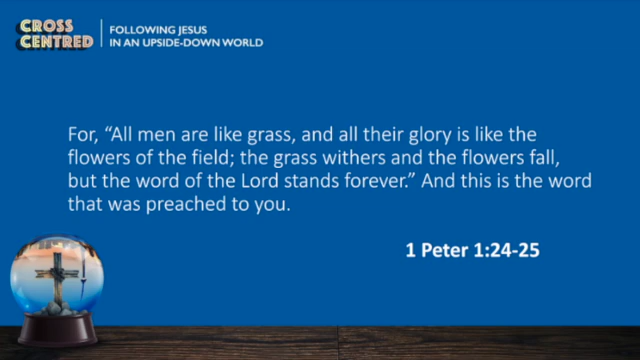 CROSS
CENTRED
FOLLOWING JESUS
IN AN UPSIDE-DOWN WORLD
For, “All men are like grass, and all their glory is like the
flowers of the field; the grass withers and the flowers fall,
but the word of the Lord stands forever.” And this is the word
that was preached to you.
1 Peter 1:24-25